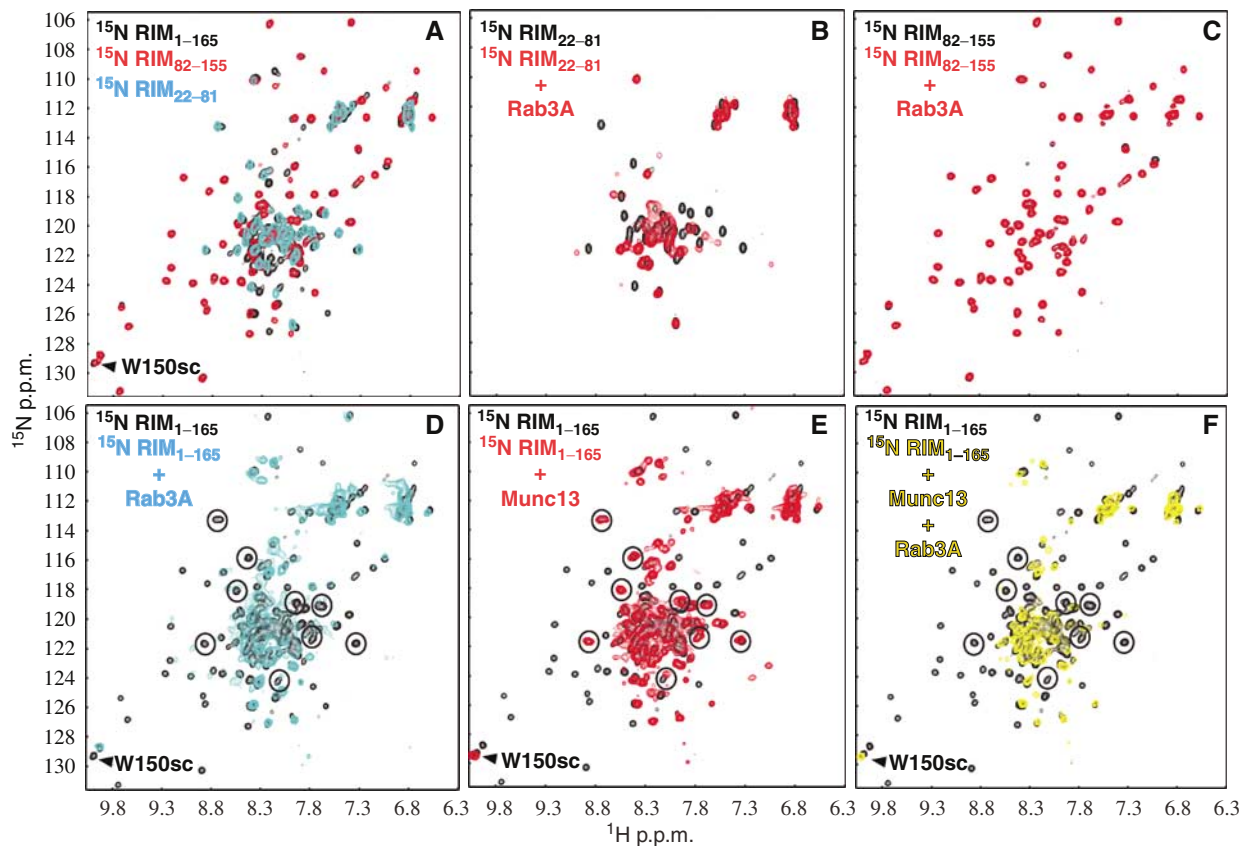 A
¹⁵N RIM₁₋₁₆₅
¹⁵N RIM₈₂₋₁₅₅
¹⁵N RIM₂₂₋₈₁
W150sc
B
¹⁵N RIM₂₂₋₈₁
¹⁵N RIM₂₂₋₈₁
+
Rab3A
C
¹⁵N RIM₈₂₋₁₅₅
¹⁵N RIM₈₂₋₁₅₅
+
Rab3A
106
108
110
112
114
116
118
120
122
124
126
128
130
¹⁵N p.p.m.
D
¹⁵N RIM₁₋₁₆₅
¹⁵N RIM₁₋₁₆₅
+
Rab3A
W150sc
E
¹⁵N RIM₁₋₁₆₅
¹⁵N RIM₁₋₁₆₅
+
Munc13
W150sc
F
¹⁵N RIM₁₋₁₆₅
¹⁵N RIM₁₋₁₆₅
+
Munc13
+
Rab3A
W150sc
106
108
110
112
114
116
118
120
122
124
126
128
130
9.8 9.3 8.8 8.3 7.8 7.3 6.8 6.3
9.8 9.3 8.8 8.3 7.8 7.3 6.8 6.3
9.8 9.3 8.8 8.3 7.8 7.3 6.8 6.3
¹H p.p.m.